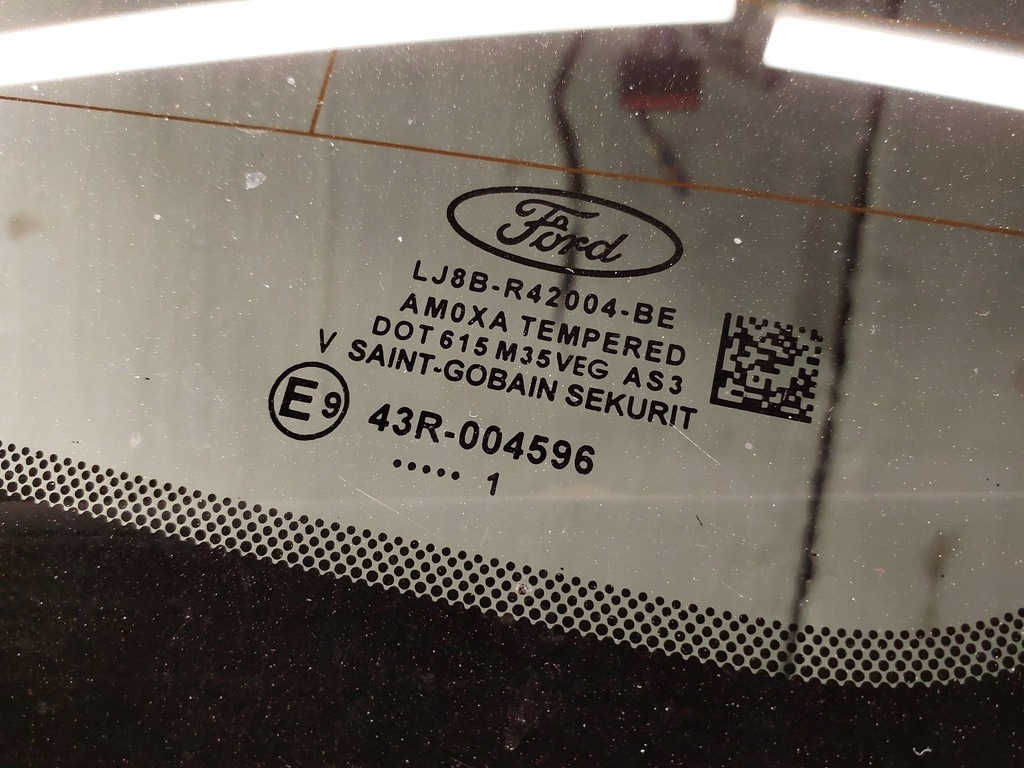 Ford
LJ8B-R42004-BE
AM0XA TEMPERED
DOT 615 M35VEG AS3
V SAINT-GOBAIN SEKURIT
E9 43R-004596
..... 1